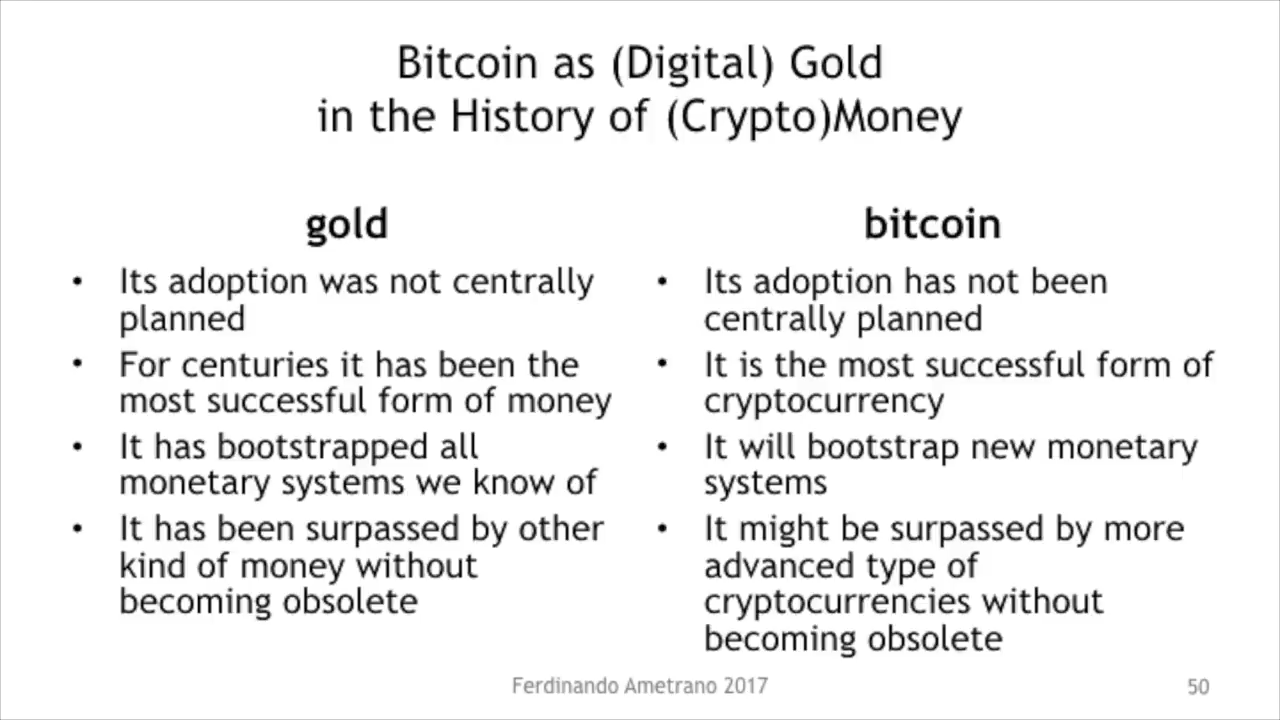 Bitcoin as (Digital) Gold
in the History of (Crypto)Money
gold
• Its adoption was not centrally
planned
• For centuries it has been the
most successful form of money
• It has bootstrapped all
monetary systems we know of
• It has been surpassed by other
kind of money without
becoming obsolete
bitcoin
• Its adoption has not been
centrally planned
• It is the most successful form of
cryptocurrency
• It will bootstrap new monetary
systems
• It might be surpassed by more
advanced type of
cryptocurrencies without
becoming obsolete
Ferdinando Ametrano 2017
50